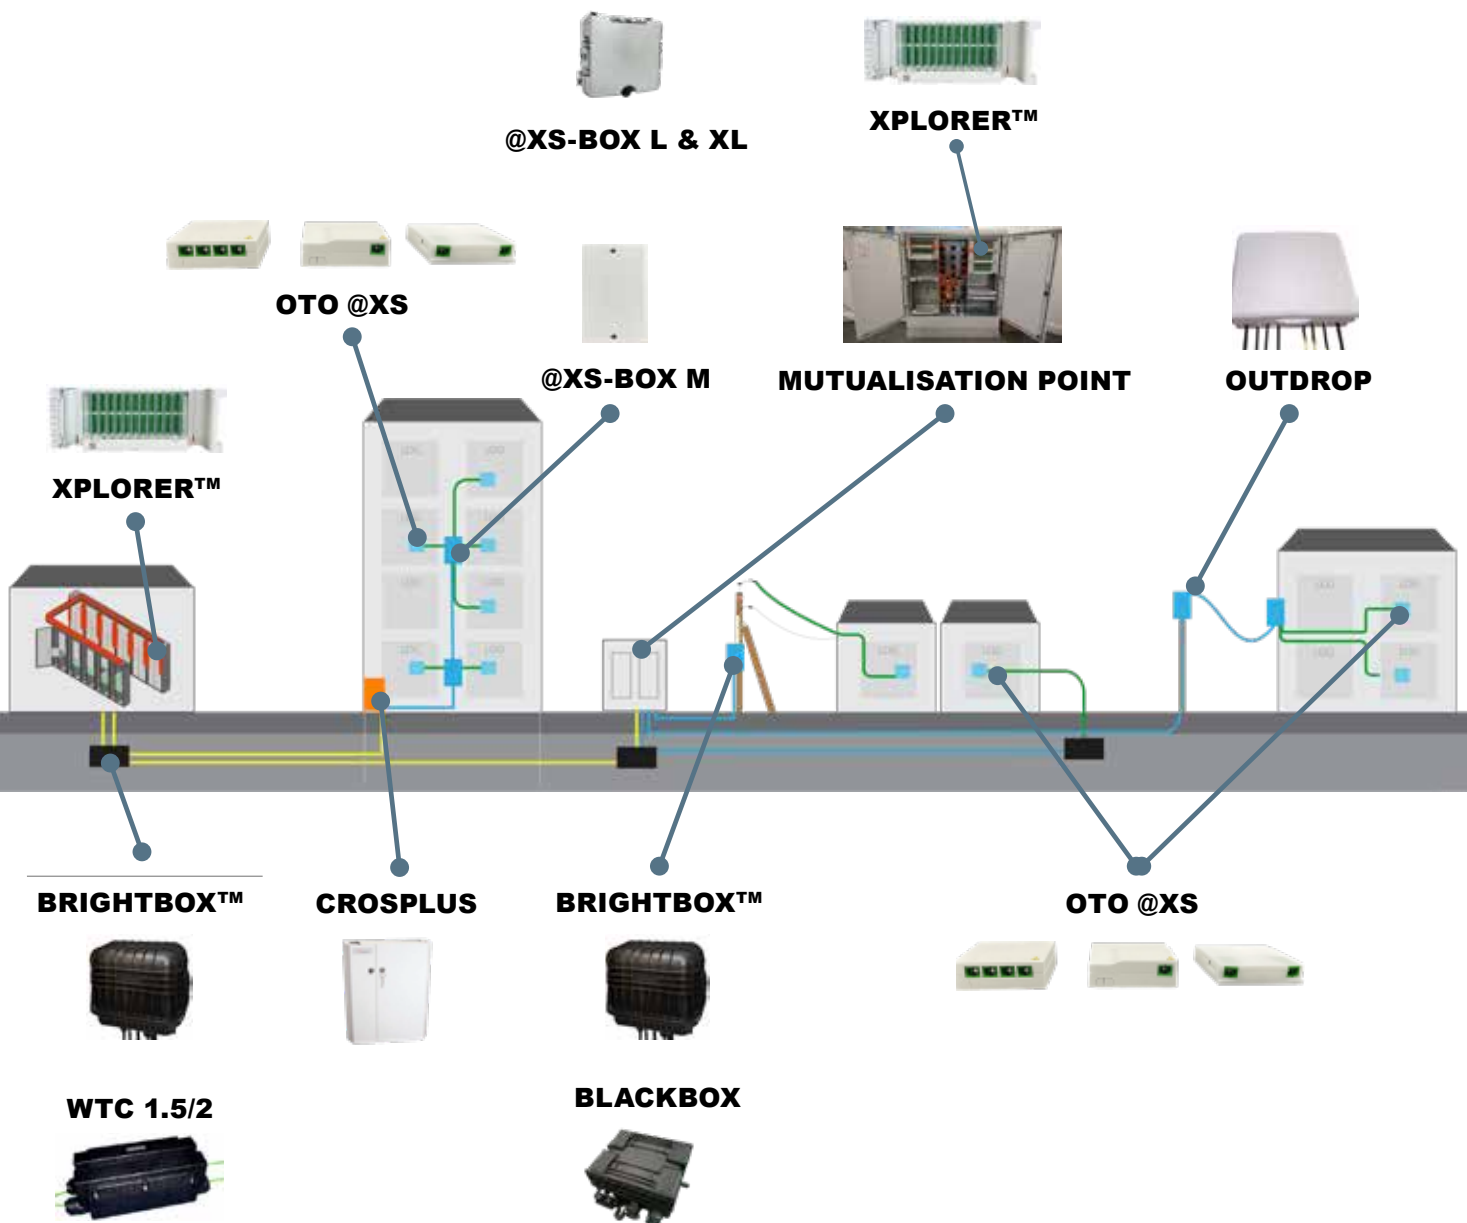 @XS-BOX L & XL
XPLORER™
OTO @XS
@XS-BOX M
MUTUALISATION POINT
OUTDROP
XPLORER™
BRIGHTBOX™
CROSPLUS
BRIGHTBOX™
OTO @XS
WTC 1.5/2
BLACKBOX